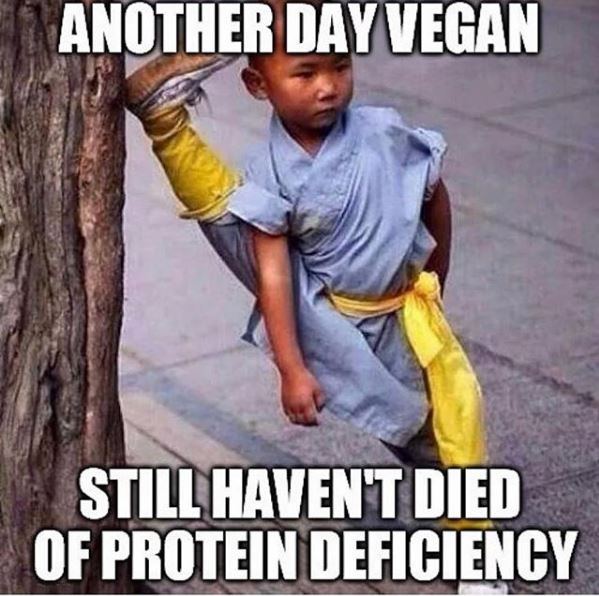 ANOTHER DAY VEGAN
STILL HAVEN'T DIED
OF PROTEIN DEFICIENCY